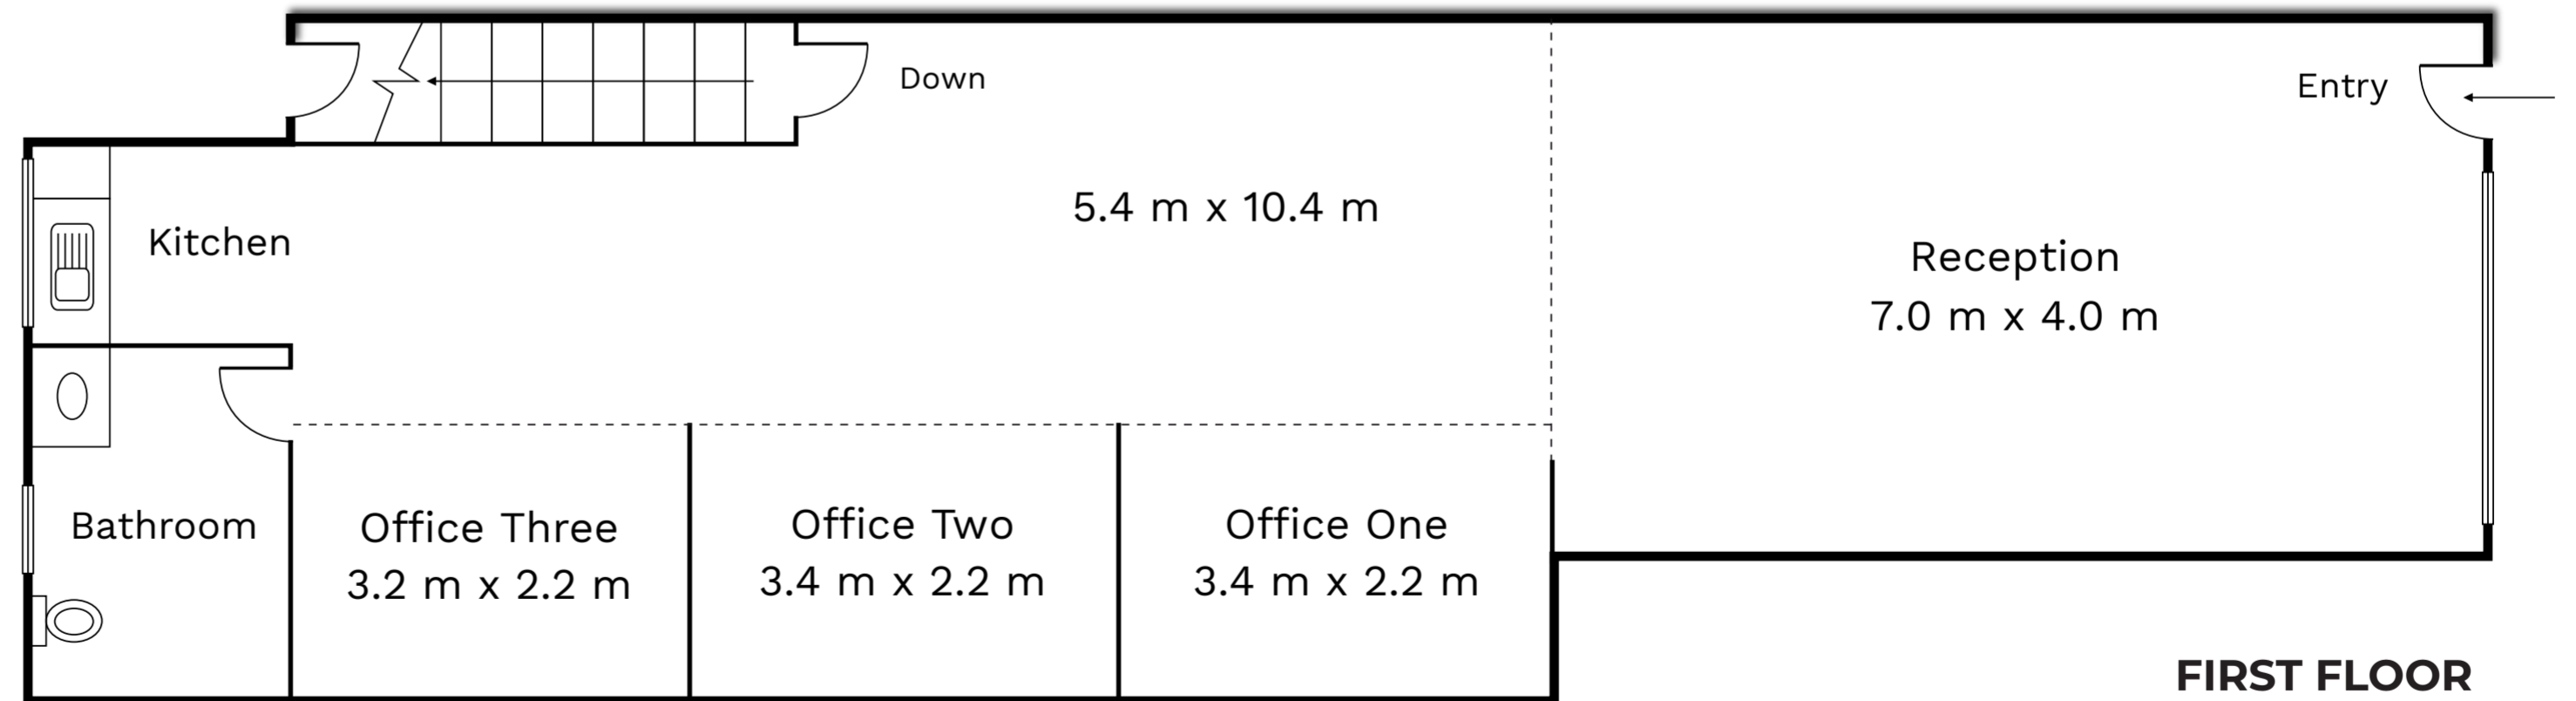 Down
Entry
5.4 m x 10.4 m
Kitchen
Reception
7.0 m x 4.0 m
Bathroom
Office Three
3.2 m x 2.2 m
Office Two
3.4 m x 2.2 m
Office One
3.4 m x 2.2 m
FIRST FLOOR